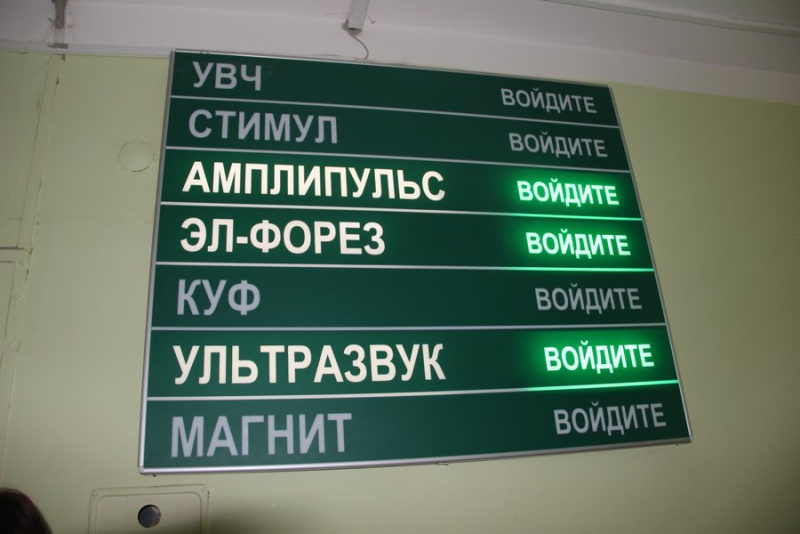 УВЧ ВОЙДИТЕ
СТИМУЛ ВОЙДИТЕ
АМПЛИПУЛЬС ВОЙДИТЕ
ЭЛ-ФОРЕЗ ВОЙДИТЕ
КУФ ВОЙДИТЕ
УЛЬТРАЗВУК ВОЙДИТЕ
МАГНИТ ВОЙДИТЕ